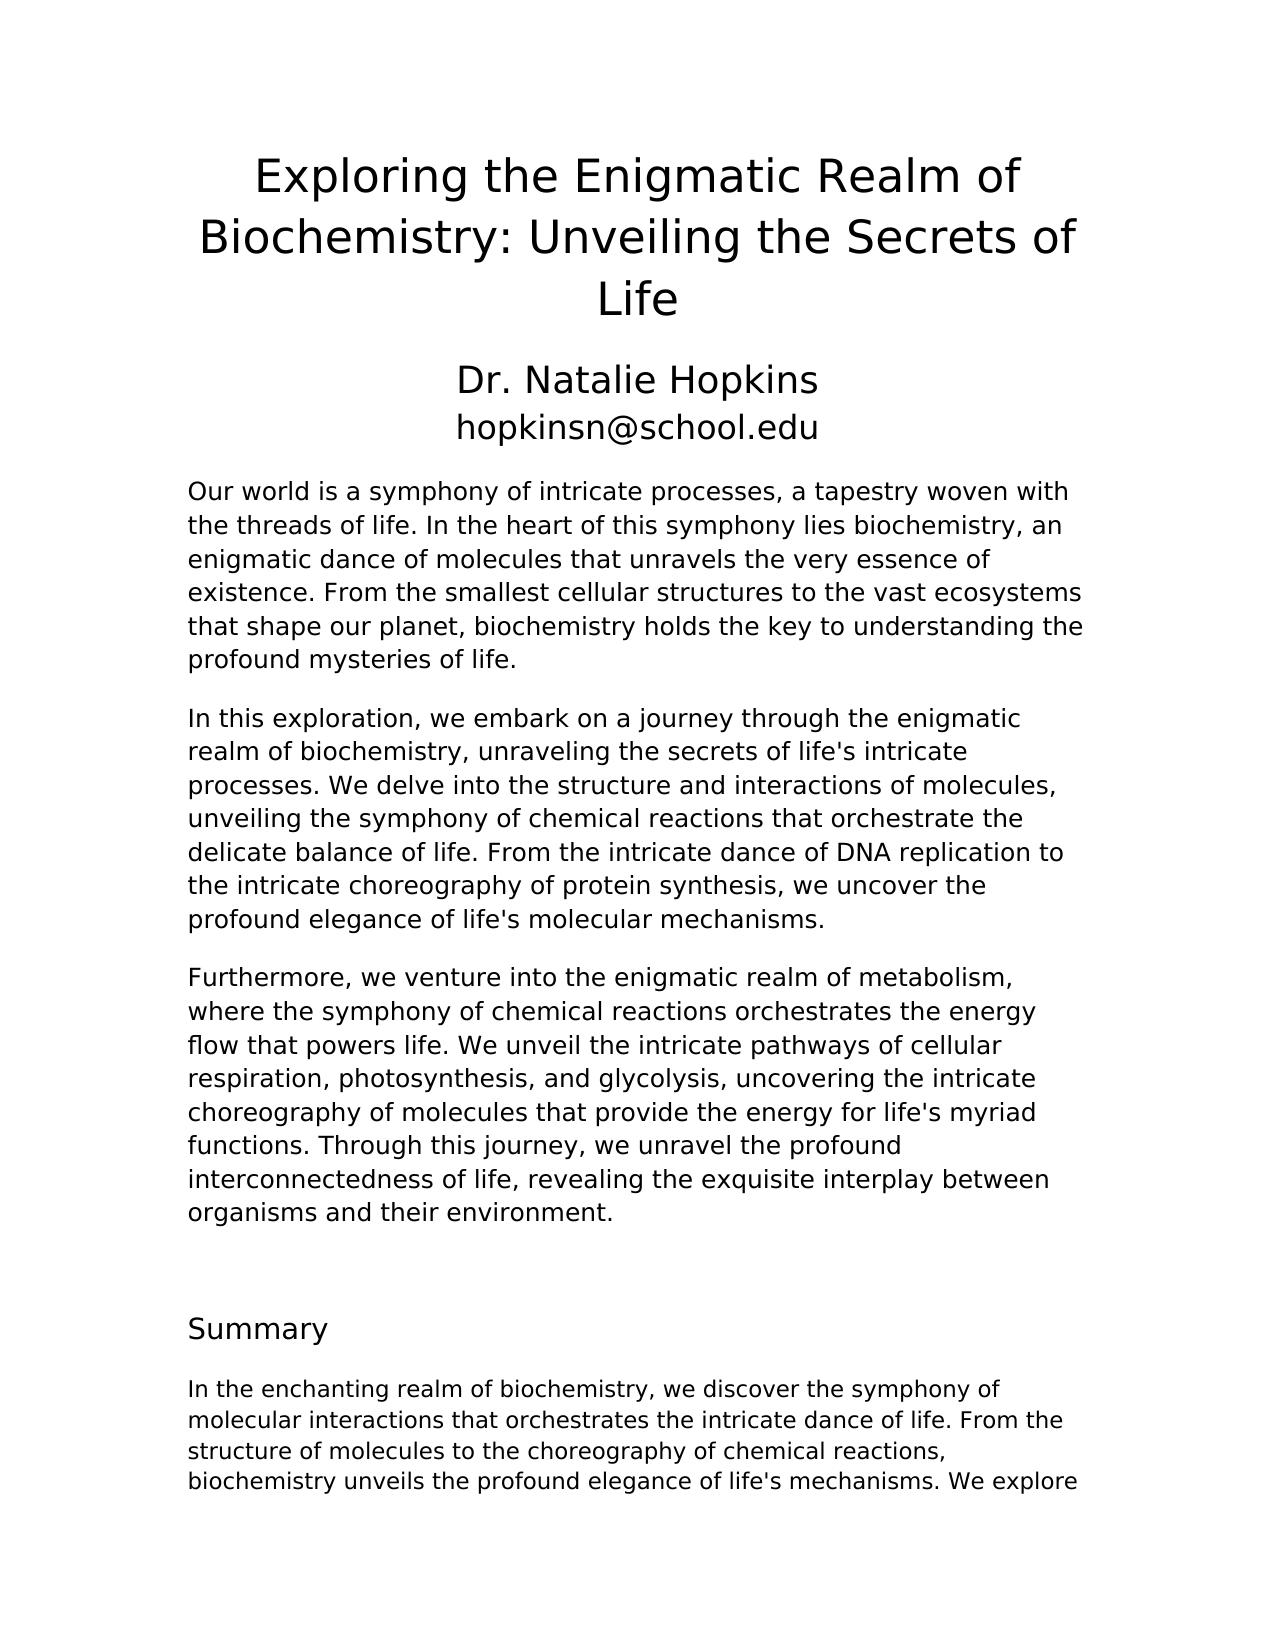 Exploring the Enigmatic Realm of
Biochemistry: Unveiling the Secrets of
Life
Dr. Natalie Hopkins
hopkinsn@school.edu
Our world is a symphony of intricate processes, a tapestry woven with
the threads of life. In the heart of this symphony lies biochemistry, an
enigmatic dance of molecules that unravels the very essence of
existence. From the smallest cellular structures to the vast ecosystems
that shape our planet, biochemistry holds the key to understanding the
profound mysteries of life.
In this exploration, we embark on a journey through the enigmatic
realm of biochemistry, unraveling the secrets of life's intricate
processes. We delve into the structure and interactions of molecules,
unveiling the symphony of chemical reactions that orchestrate the
delicate balance of life. From the intricate dance of DNA replication to
the intricate choreography of protein synthesis, we uncover the
profound elegance of life's molecular mechanisms.
Furthermore, we venture into the enigmatic realm of metabolism,
where the symphony of chemical reactions orchestrates the energy
flow that powers life. We unveil the intricate pathways of cellular
respiration, photosynthesis, and glycolysis, uncovering the intricate
choreography of molecules that provide the energy for life's myriad
functions. Through this journey, we unravel the profound
interconnectedness of life, revealing the exquisite interplay between
organisms and their environment.
Summary
In the enchanting realm of biochemistry, we discover the symphony of
molecular interactions that orchestrates the intricate dance of life. From the
structure of molecules to the choreography of chemical reactions,
biochemistry unveils the profound elegance of life's mechanisms. We explore